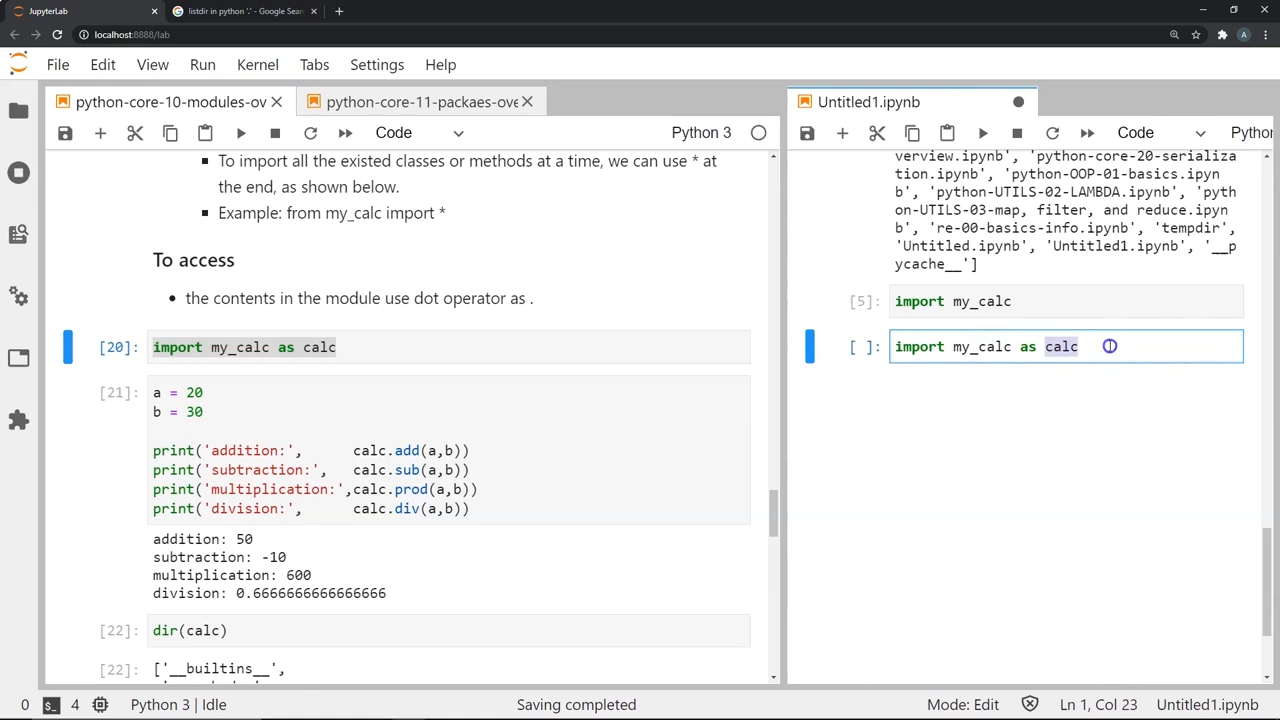 JupyterLab
listdir in python '.' - Google Sear
localhost:8888/lab
A
File Edit View Run Kernel Tabs Settings Help
python-core-10-modules-ov
python-core-11-packaes-ove
Code
Python 3
▪ To import all the existed classes or methods at a time, we can use * at
the end, as shown below.
▪ Example: from my_calc import *
To access
• the contents in the module use dot operator as .
[20]: import my_calc as calc
[21]: a = 20
b = 30
print('addition:', calc.add(a,b))
print('subtraction:', calc.sub(a,b))
print('multiplication:',calc.prod(a,b))
print('division:', calc.div(a,b))
addition: 50
subtraction: -10
multiplication: 600
division: 0.6666666666666666
[22]: dir(calc)
[22]: ['__builtins__',
Untitled1.ipynb
Code
Pythor
verview.ipynb', 'python-core-20-serializa
tion.ipynb', 'python-OOP-01-basics.ipyn
b', 'python-UTILS-02-LAMBDA.ipynb', 'pyth
on-UTILS-03-map, filter, and reduce.ipyn
b', 're-00-basics-info.ipynb', 'tempdir',
'Untitled.ipynb', 'Untitled1.ipynb', '__p
ycache__']
[5]: import my_calc
[ ]: import my_calc as calc
0 $_ 4 Python 3 | Idle Saving completed Mode: Edit Ln 1, Col 23 Untitled1.ipynb